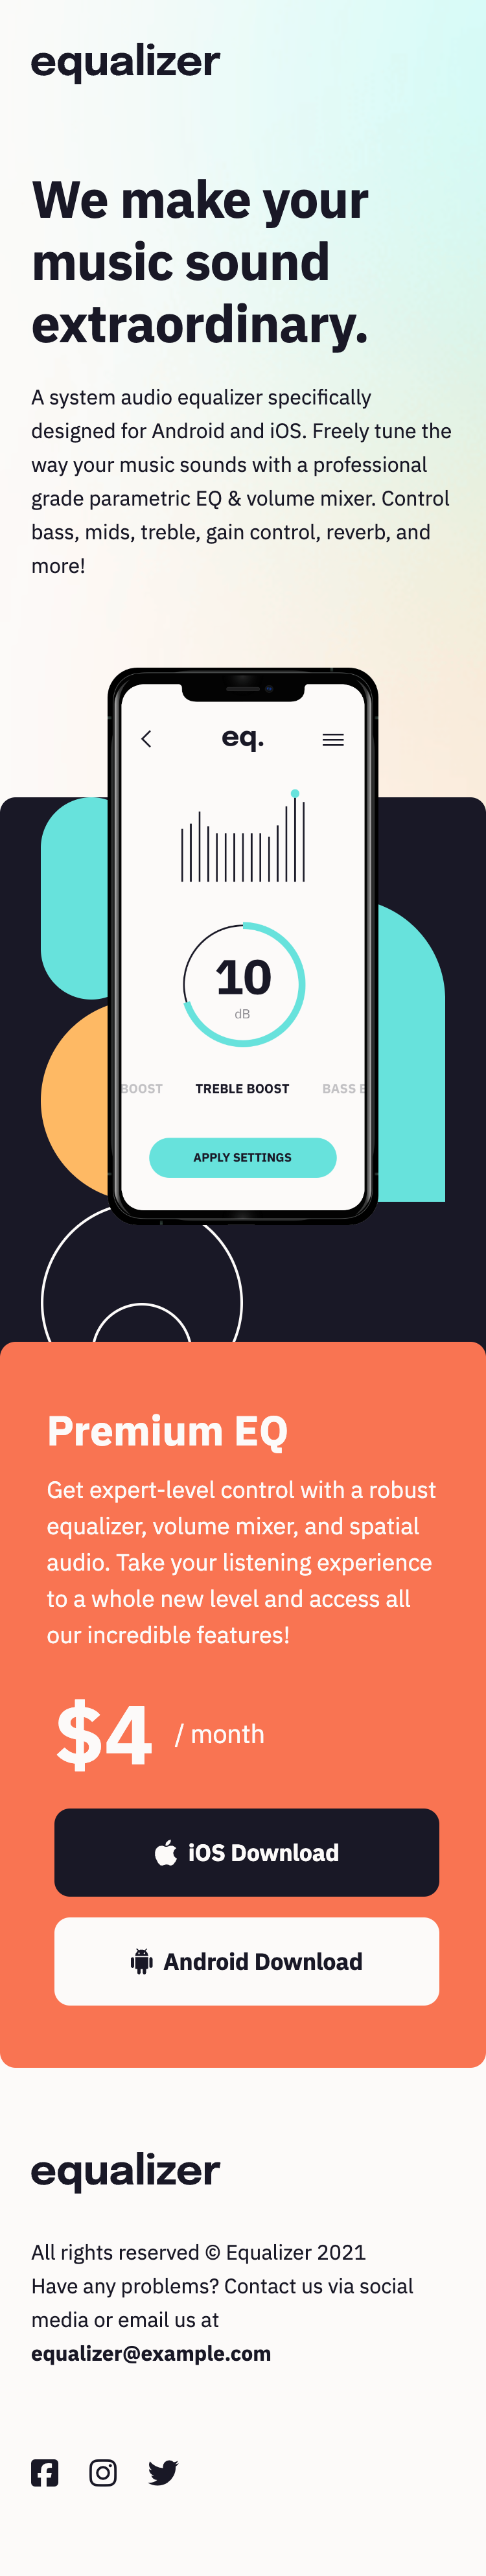 equalizer
We make your
music sound
extraordinary.
A system audio equalizer specifically
designed for Android and iOS. Freely tune the
way your music sounds with a professional
grade parametric EQ & volume mixer. Control
bass, mids, treble, gain control, reverb, and
more!
eq.
10
dB
BOOST TREBLE BOOST BASS B
APPLY SETTINGS
Premium EQ
Get expert-level control with a robust
equalizer, volume mixer, and spatial
audio. Take your listening experience
to a whole new level and access all
our incredible features!
$4 / month
iOS Download
Android Download
equalizer
All rights reserved © Equalizer 2021
Have any problems? Contact us via social
media or email us at
equalizer@example.com